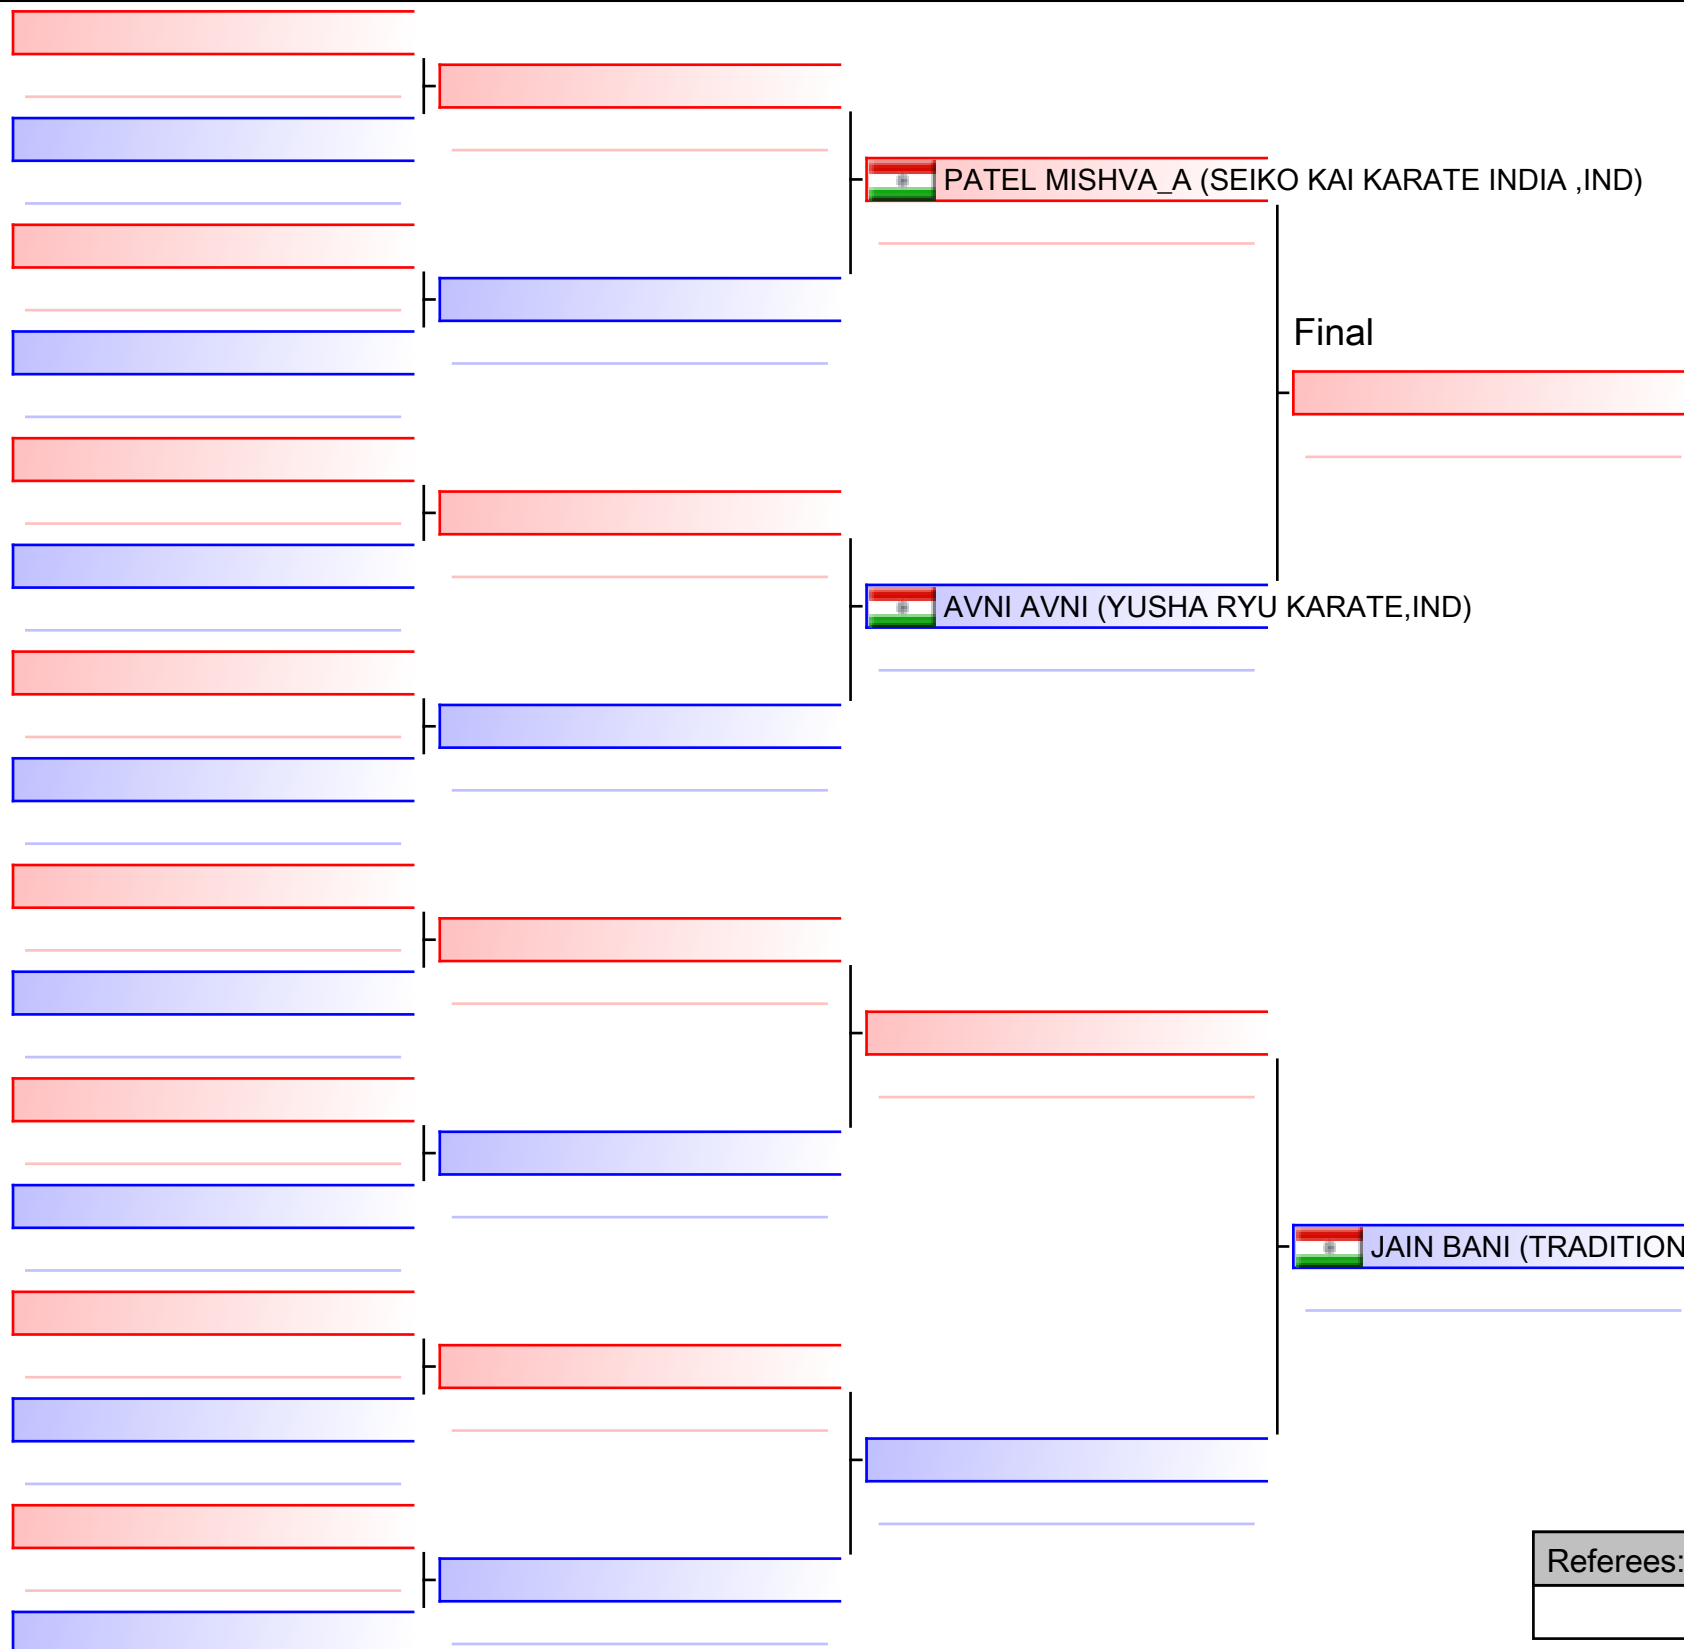 PATEL MISHVA_A (SEIKO KAI KARATE INDIA ,IND)
Final
AVNI AVNI (YUSHA RYU KARATE,IND)
JAIN BANI (TRADITION
Referees: